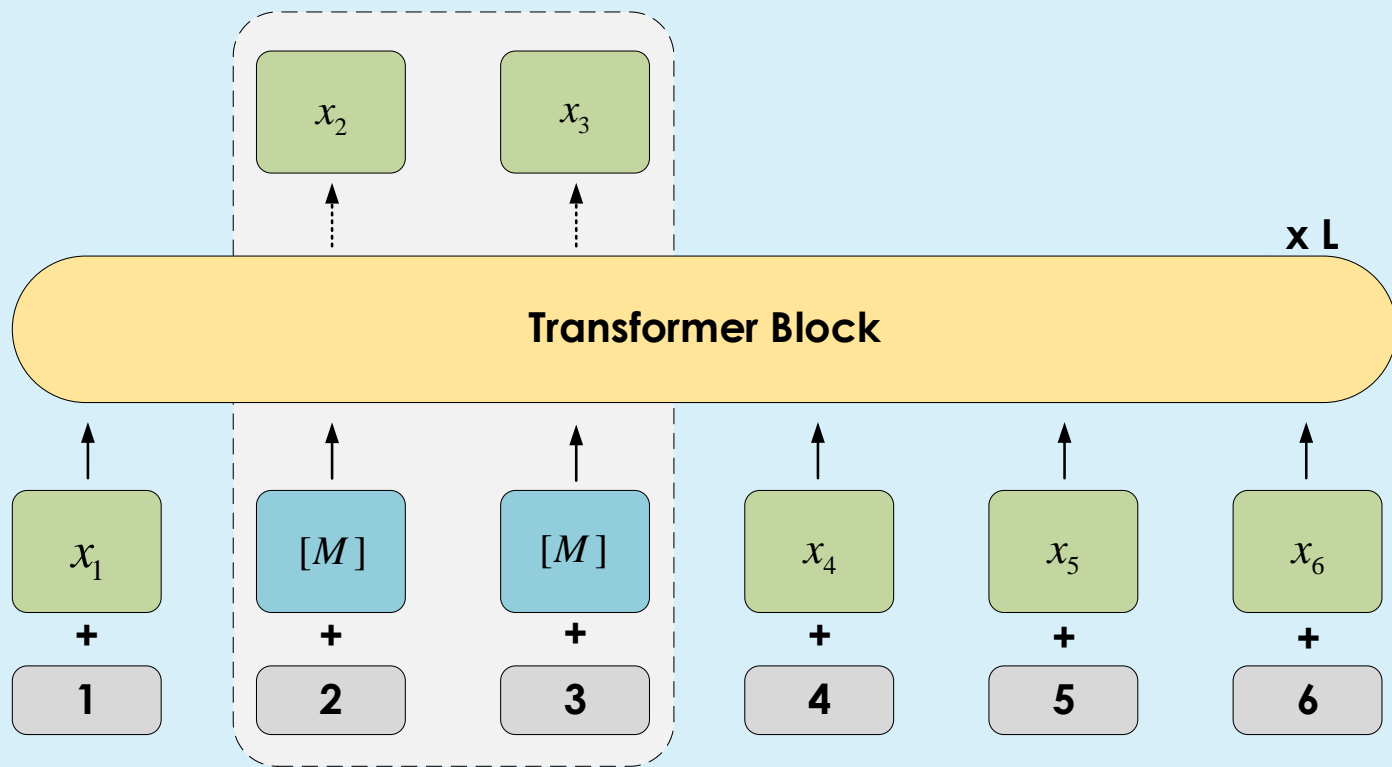 x₂ x₃
x L
Transformer Block
x₁ [M] [M] x₄ x₅ x₆
+ + + + + +
1 2 3 4 5 6